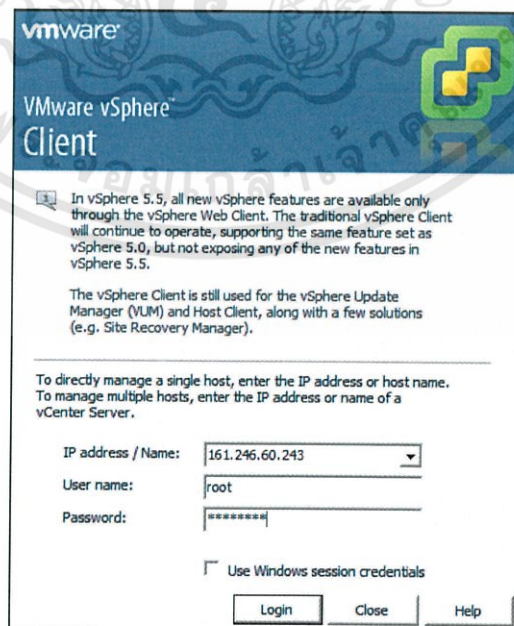 vmware
VMware vSphere™
Client
In vSphere 5.5, all new vSphere features are available only
through the vSphere Web Client. The traditional vSphere Client
will continue to operate, supporting the same feature set as
vSphere 5.0, but not exposing any of the new features in
vSphere 5.5.
The vSphere Client is still used for the vSphere Update
Manager (VUM) and Host Client, along with a few solutions
(e.g. Site Recovery Manager).
To directly manage a single host, enter the IP address or host name.
To manage multiple hosts, enter the IP address or name of a
vCenter Server.
IP address / Name: 161.246.60.243
User name: root
Password: ********
Use Windows session credentials
Login Close Help